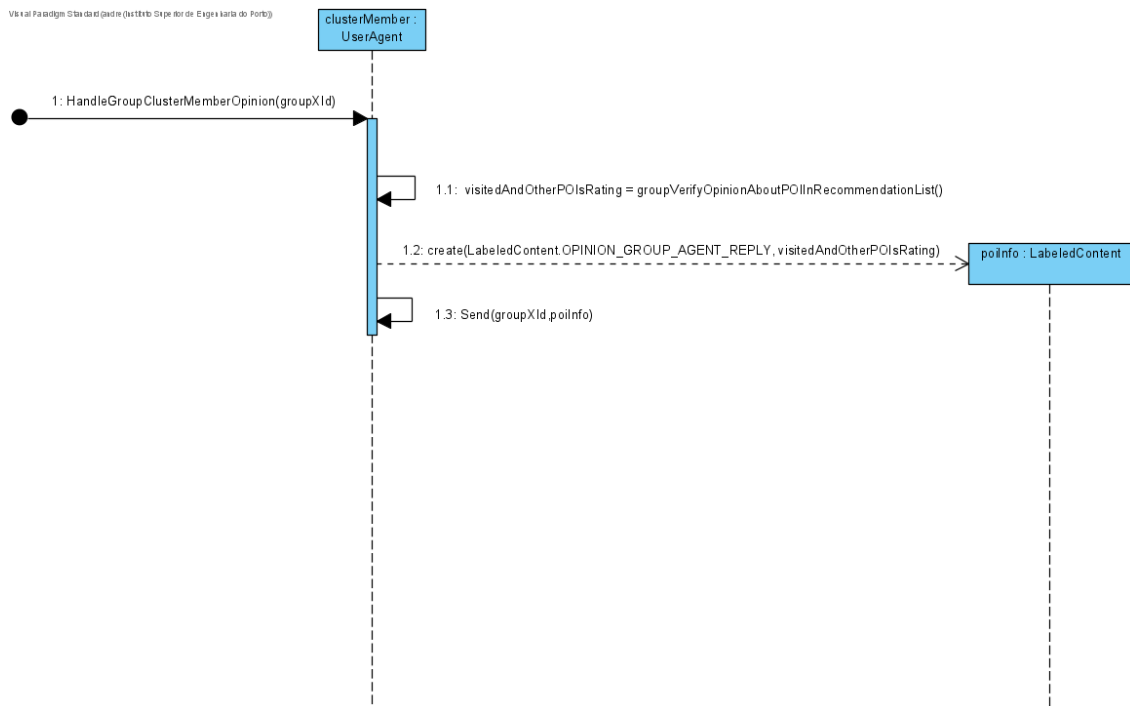 Visual Paradigm Standard(andre(Instituto Superior de Engenharia do Porto))
clusterMember :
UserAgent
1: HandleGroupClusterMemberOpinion(groupXId)
1.1: visitedAndOtherPOIsRating = groupVerifyOpinionAboutPOIInRecommendationList()
1.2: create(LabeledContent.OPINION_GROUP_AGENT_REPLY, visitedAndOtherPOIsRating)
poiInfo : LabeledContent
1.3: Send(groupXId,poiInfo)